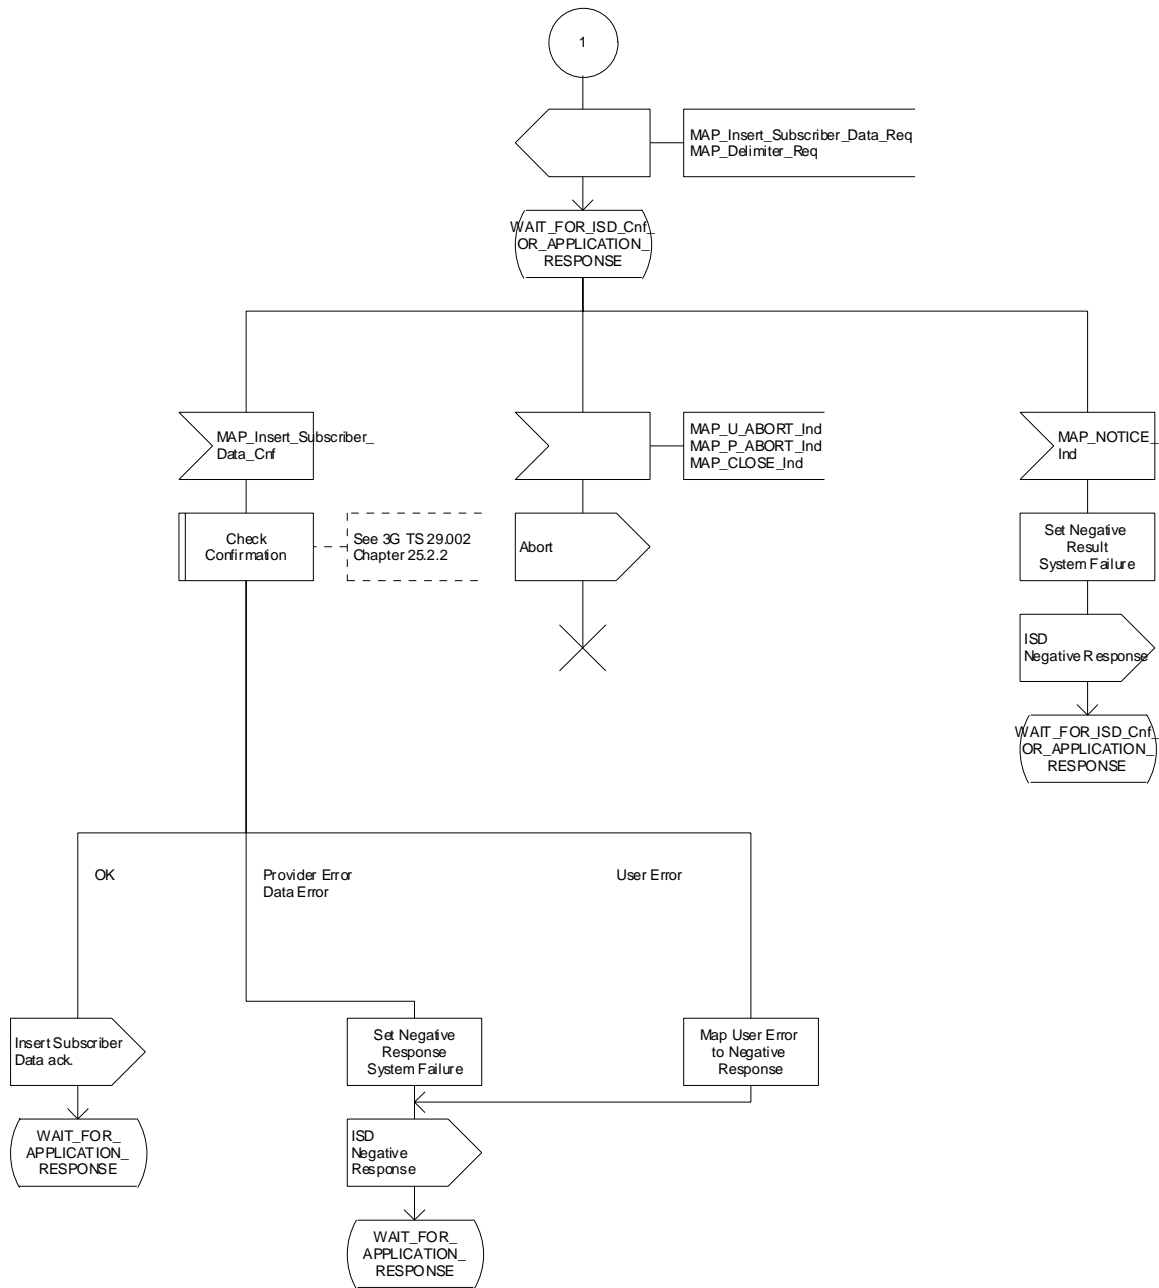 1
MAP_Insert_Subscriber_Data_Req
MAP_Delimiter_Req
WAIT_FOR_ISD_Cnf_
OR_APPLICATION_
RESPONSE
MAP_Insert_Subscriber_
Data_Cnf
MAP_U_ABORT_Ind
MAP_P_ABORT_Ind
MAP_CLOSE_Ind
MAP_NOTICE_
Ind
Check
Confirmation
See 3G TS 29.002
Chapter 25.2.2
Abort
Set Negative
Result
System Failure
ISD
Negative Response
WAIT_FOR_ISD_Cnf_
OR_APPLICATION_
RESPONSE
OK
Provider Error
Data Error
User Error
Insert Subscriber
Data ack.
Set Negative
Response
System Failure
Map User Error
to Negative
Response
WAIT_FOR_
APPLICATION_
RESPONSE
ISD
Negative
Response
WAIT_FOR_
APPLICATION_
RESPONSE